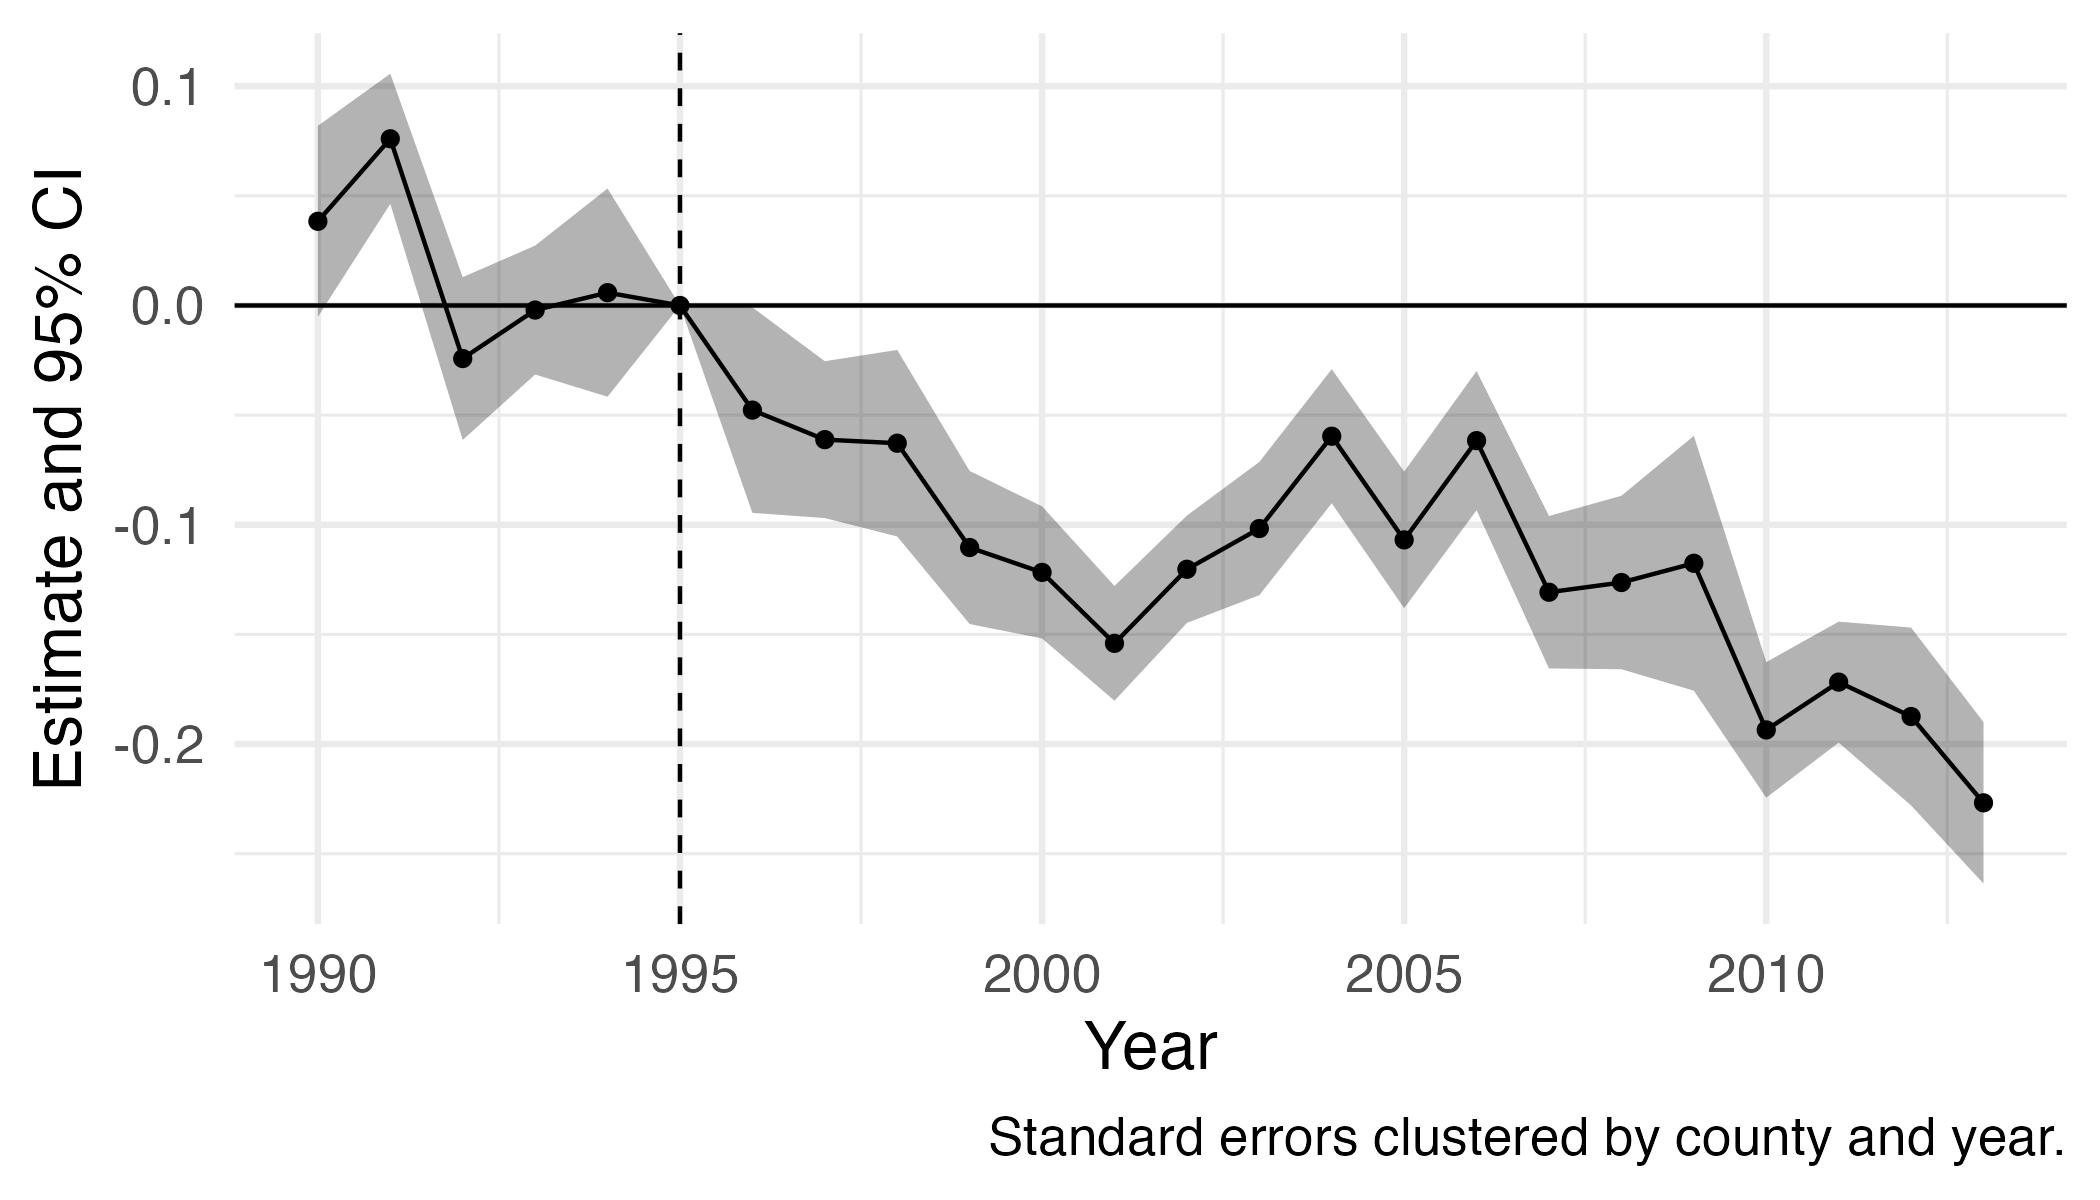 Estimate and 95% CI
0.1
0.0
-0.1
-0.2
1990 1995 2000 2005 2010
Year
Standard errors clustered by county and year.